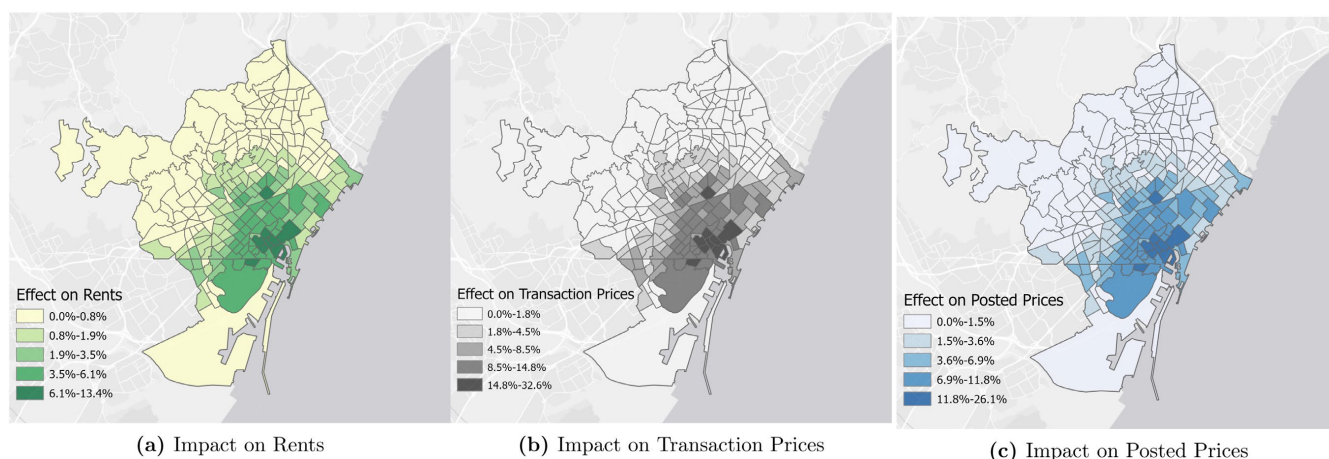 Effect on Rents
0.0%-0.8%
0.8%-1.9%
1.9%-3.5%
3.5%-6.1%
6.1%-13.4%
(a) Impact on Rents
Effect on Transaction Prices
0.0%-1.8%
1.8%-4.5%
4.5%-8.5%
8.5%-14.8%
14.8%-32.6%
(b) Impact on Transaction Prices
Effect on Posted Prices
0.0%-1.5%
1.5%-3.6%
3.6%-6.9%
6.9%-11.8%
11.8%-26.1%
(c) Impact on Posted Prices